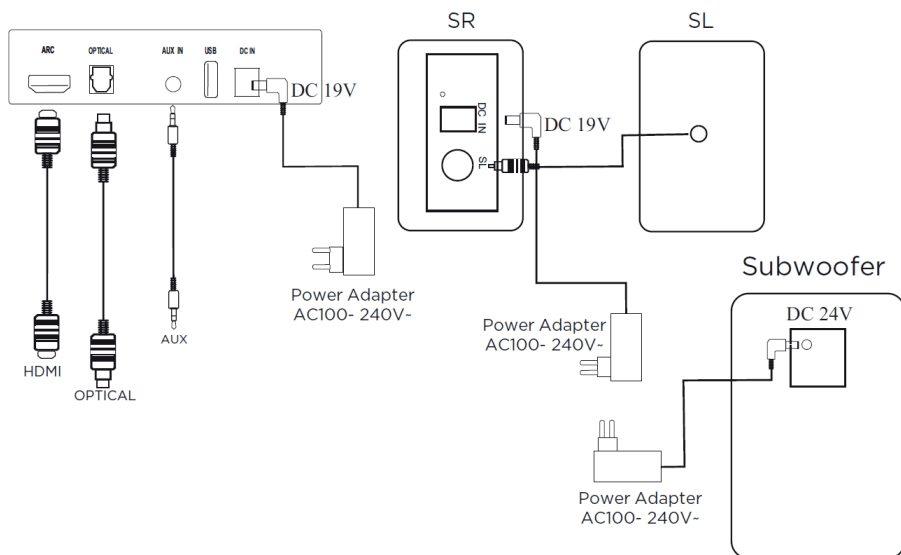 ARC
OPTICAL
AUX IN
USB
DC IN
DC 19V
HDMI
OPTICAL
AUX
Power Adapter
AC100- 240V~
SR
DC IN
SL
DC 19V
Power Adapter
AC100- 240V~
SL
Subwoofer
DC 24V
Power Adapter
AC100- 240V~